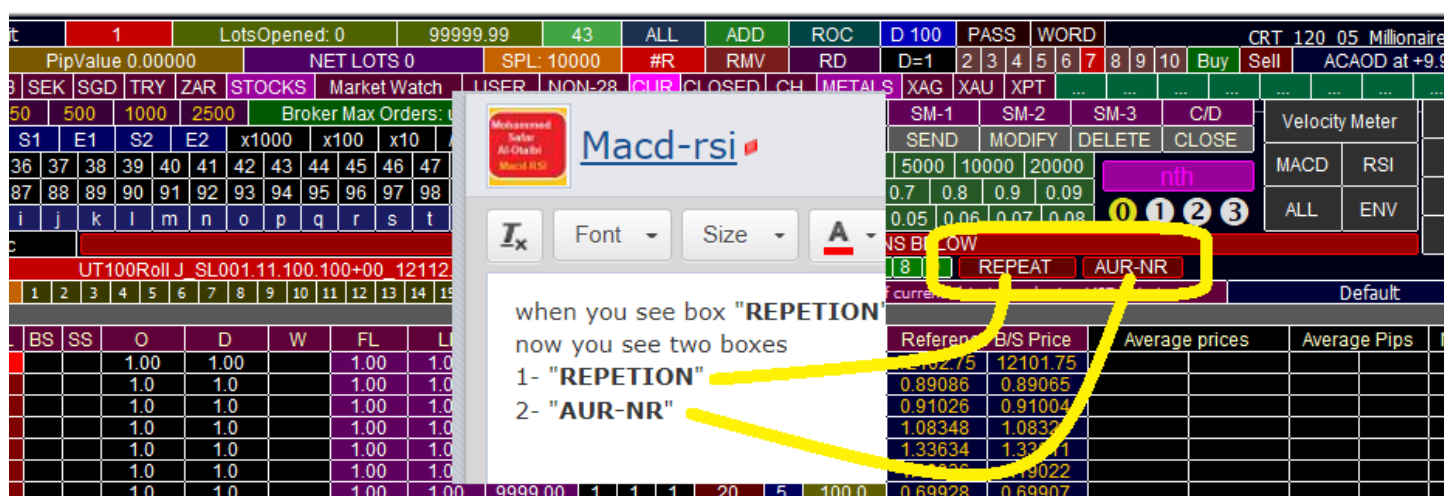 1 LotsOpened: 0 99999.99 43 ALL ADD ROC D 100 PASS WORD CRT 120 05 Millionaire
PipValue 0.00000 NET LOTS 0 SPL: 10000 #R RMV RD D=1 2 3 4 5 6 7 8 9 10 Buy Sell ACAOD at +9.9
SEK SGD TRY ZAR STOCKS Market Watch USER NON-28 CUR CLOSED CH METALS XAG XAU XPT ... ... ... ... ... ... ...
50 500 1000 2500 Broker Max Orders: SM-1 SM-2 SM-3 C/D Velocity Meter
S1 E1 S2 E2 x1000 x100 x10 SEND MODIFY DELETE CLOSE
36 37 38 39 40 41 42 43 44 45 46 47 5000 10000 20000 nth MACD RSI
87 88 89 90 91 92 93 94 95 96 97 98 0.7 0.8 0.9 0.09
i j k l m n o p q r s t 0.05 0.06 0.07 0.08 0 1 2 3 ALL ENV
NS BELOW
UT100Roll J_SL001.11.100.100+00_12112. 8 REPEAT AUR-NR
1 2 3 4 5 6 7 8 9 10 11 12 13 14 15 Default
BS SS O D W FL Reference B/S Price Average prices Average Pips
1.00 1.00 1.00 12102.75 12101.75
1.0 1.0 1.00 0.89086 0.89065
1.0 1.0 1.00 0.91026 0.91004
1.0 1.0 1.00 1.08348
1.0 1.0 1.00 1.33634
1.0 1.0 1.00
1.0 1.0 1.00 1.00 9999.00 1 1 1 20 5 100.0 0.69928 0.69907
Mohammed
Safar
Al-Otaibi
Macd-RSI
Macd-rsi
Tx Font Size A
when you see box "REPETION"
now you see two boxes
1- "REPETION"
2- "AUR-NR"